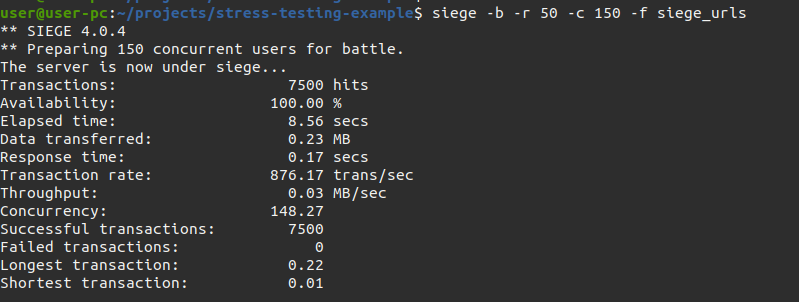 user@user-pc:~/projects/stress-testing-example$ siege -b -r 50 -c 150 -f siege_urls
** SIEGE 4.0.4
** Preparing 150 concurrent users for battle.
The server is now under siege...
Transactions: 7500 hits
Availability: 100.00 %
Elapsed time: 8.56 secs
Data transferred: 0.23 MB
Response time: 0.17 secs
Transaction rate: 876.17 trans/sec
Throughput: 0.03 MB/sec
Concurrency: 148.27
Successful transactions: 7500
Failed transactions: 0
Longest transaction: 0.22
Shortest transaction: 0.01